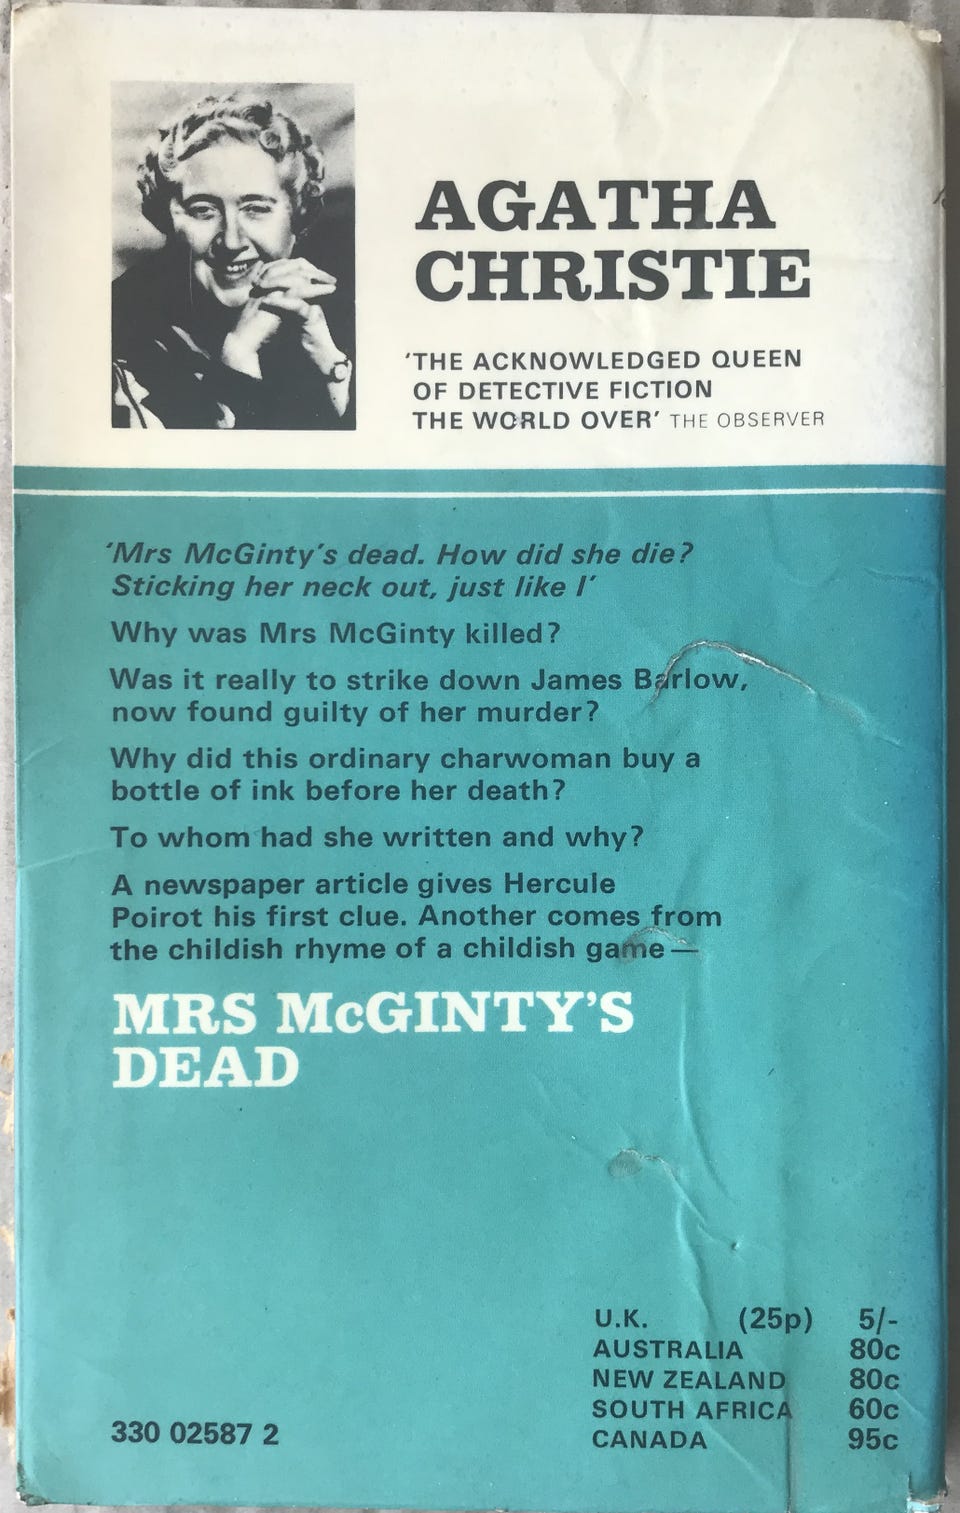 AGATHA
CHRISTIE
‘THE ACKNOWLEDGED QUEEN
OF DETECTIVE FICTION
THE WORLD OVER’ THE OBSERVER
‘Mrs McGinty’s dead. How did she die?
Sticking her neck out, just like I’
Why was Mrs McGinty killed?
Was it really to strike down James Barlow,
now found guilty of her murder?
Why did this ordinary charwoman buy a
bottle of ink before her death?
To whom had she written and why?
A newspaper article gives Hercule
Poirot his first clue. Another comes from
the childish rhyme of a childish game—
MRS McGINTY’S
DEAD
U.K. (25p) 5/-
AUSTRALIA 80c
NEW ZEALAND 80c
SOUTH AFRICA 60c
CANADA 95c
330 02587 2